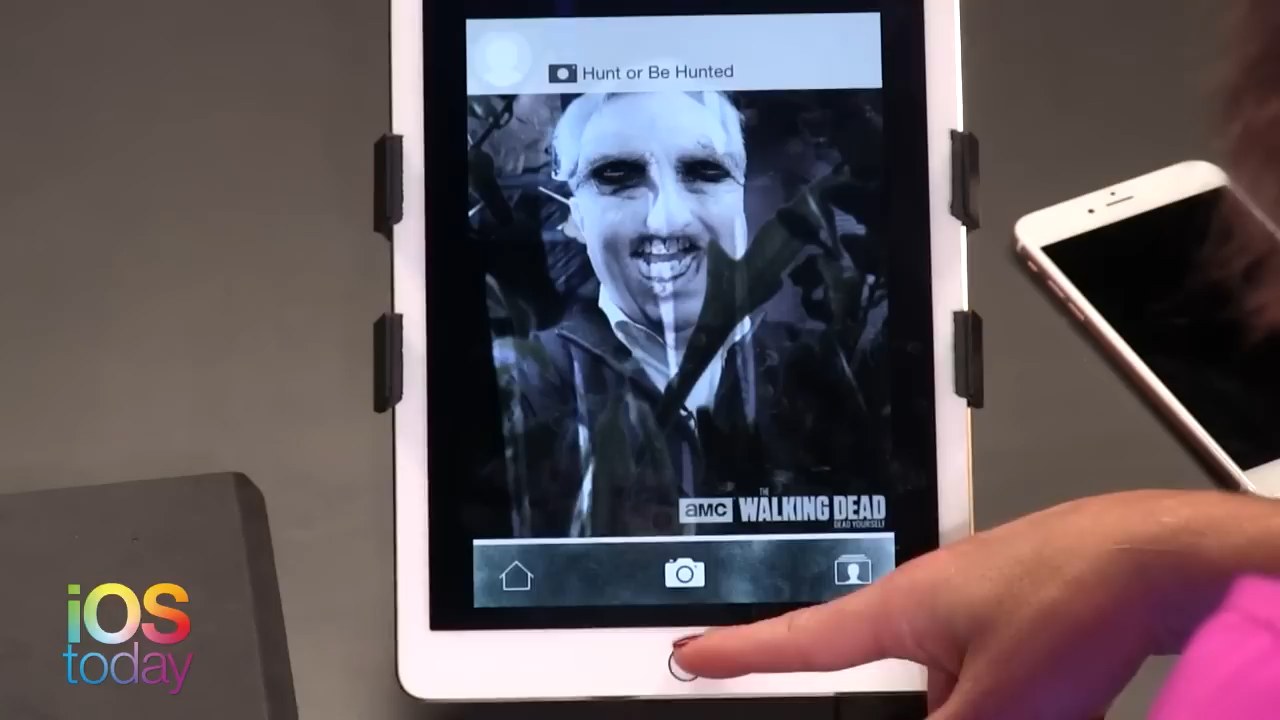 Hunt or Be Hunted
aMC THE WALKING DEAD
DEAD YOURSELF
iOS
today